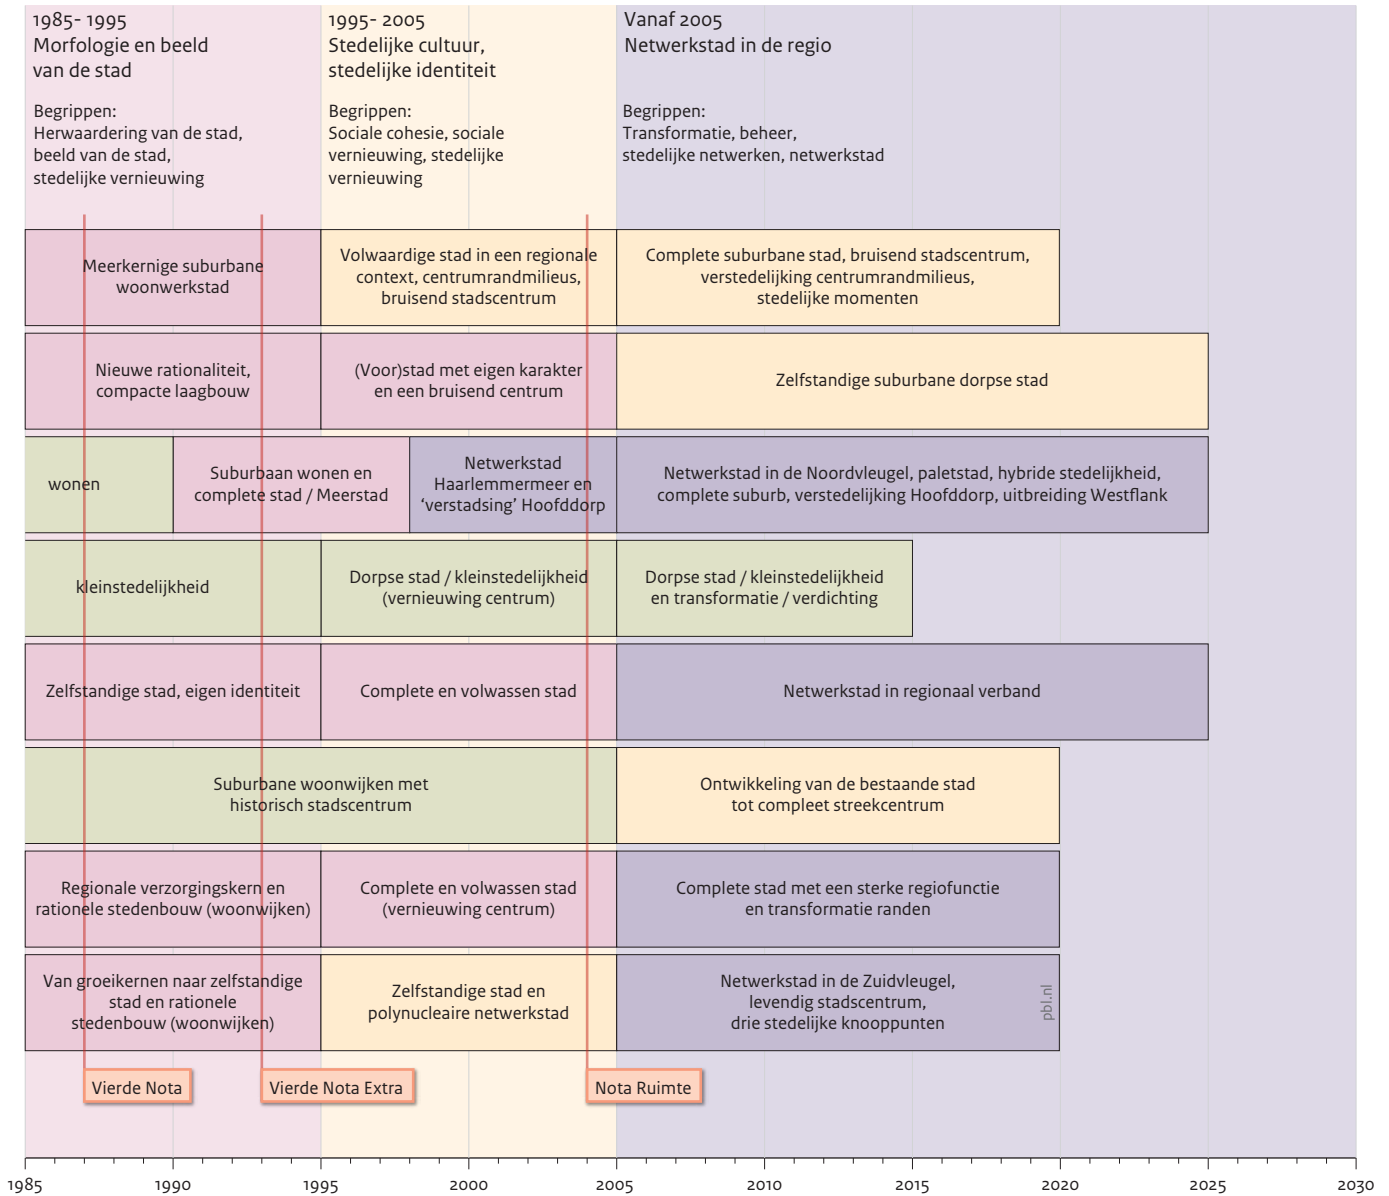 1985- 1995
Morfologie en beeld
van de stad
Begrippen:
Herwaardering van de stad,
beeld van de stad,
stedelijke vernieuwing
1995- 2005
Stedelijke cultuur,
stedelijke identiteit
Begrippen:
Sociale cohesie, sociale
vernieuwing, stedelijke
vernieuwing
Vanaf 2005
Netwerkstad in de regio
Begrippen:
Transformatie, beheer,
stedelijke netwerken, netwerkstad
Meerkernige suburbane
woonwerkstad
Volwaardige stad in een regionale
context, centrumrandmilieus,
bruisend stadscentrum
Complete suburbane stad, bruisend stadscentrum,
verstedelijking centrumrandmilieus,
stedelijke momenten
Nieuwe rationaliteit,
compacte laagbouw
(Voor)stad met eigen karakter
en een bruisend centrum
Zelfstandige suburbane dorpse stad
wonen
Suburbaan wonen en
complete stad / Meerstad
Netwerkstad
Haarlemmermeer en
‘verstadsing’ Hoofddorp
Netwerkstad in de Noordvleugel, paletstad, hybride stedelijkheid,
complete suburb, verstedelijking Hoofddorp, uitbreiding Westflank
kleinstedelijkheid
Dorpse stad / kleinstedelijkheid
(vernieuwing centrum)
Dorpse stad / kleinstedelijkheid
en transformatie / verdichting
Zelfstandige stad, eigen identiteit
Complete en volwassen stad
Netwerkstad in regionaal verband
Suburbane woonwijken met
historisch stadscentrum
Ontwikkeling van de bestaande stad
tot compleet streekcentrum
Regionale verzorgingskern en
rationele stedenbouw (woonwijken)
Complete en volwassen stad
(vernieuwing centrum)
Complete stad met een sterke regiofunctie
en transformatie randen
Van groeikernen naar zelfstandige
stad en rationele
stedenbouw (woonwijken)
Zelfstandige stad en
polynucleaire netwerkstad
Netwerkstad in de Zuidvleugel,
levendig stadscentrum,
drie stedelijke knooppunten
pbl.nl
Vierde Nota
Vierde Nota Extra
Nota Ruimte
1985 1990 1995 2000 2005 2010 2015 2020 2025 2030